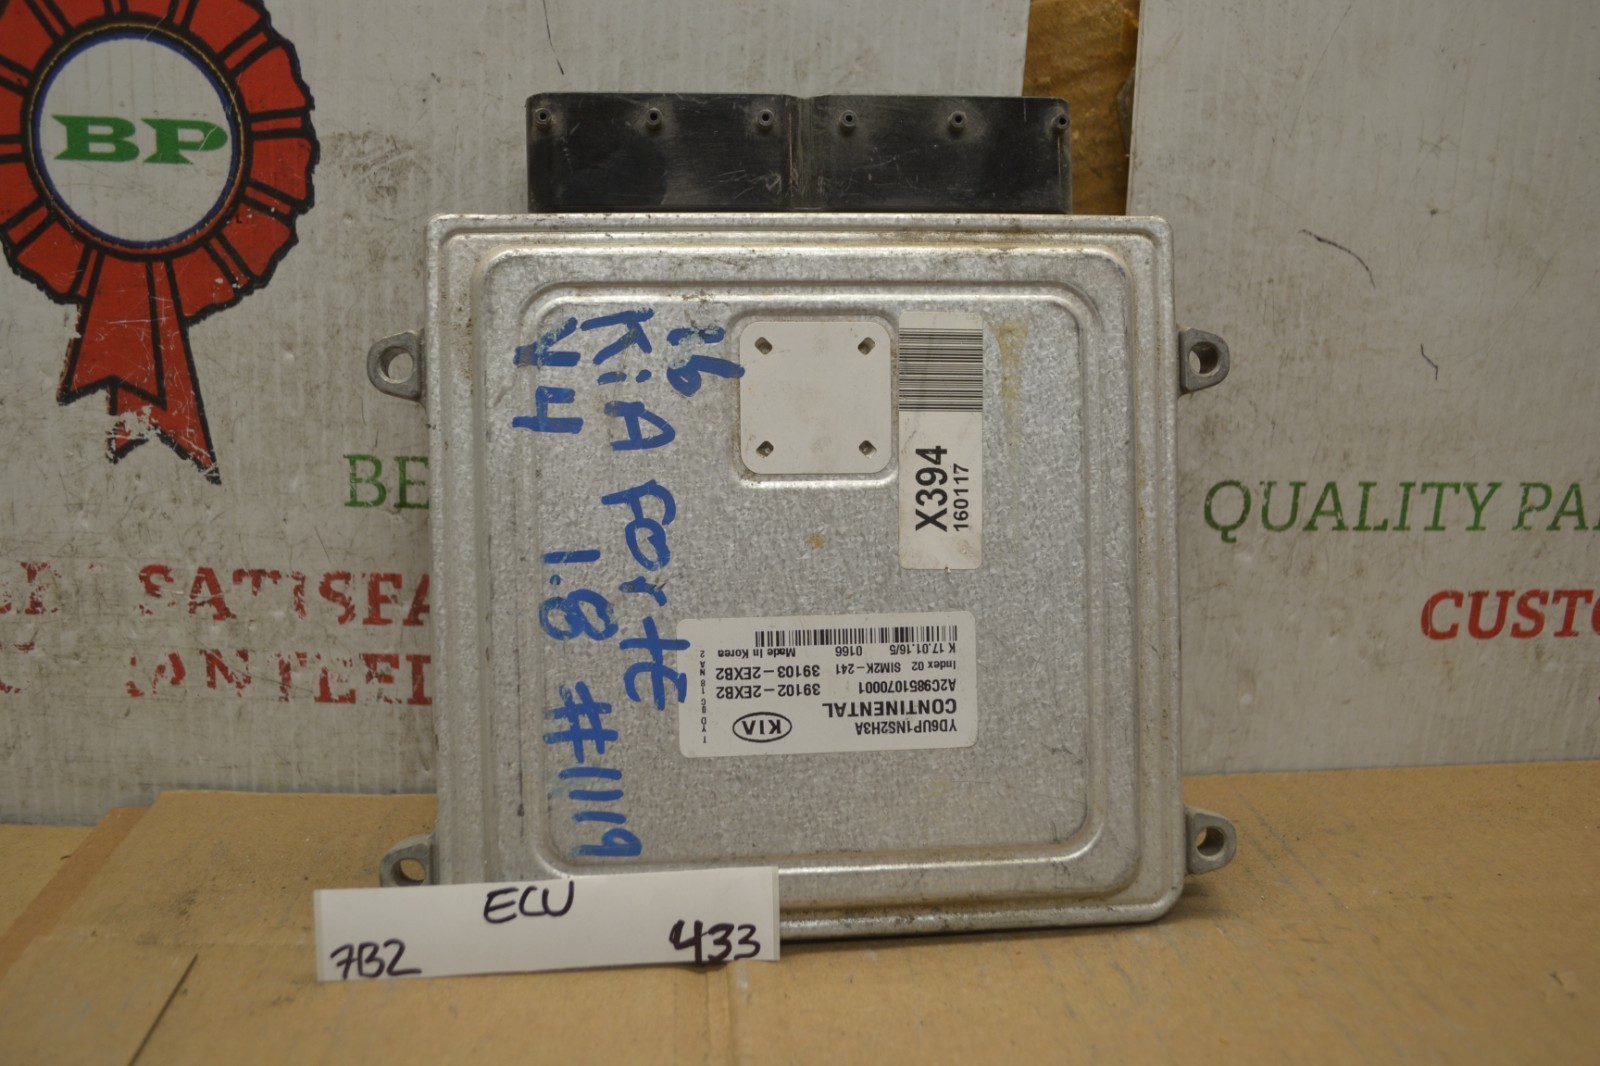 BP
BE
SATISFA
QUALITY PA
CUSTO
16
KiA Forte
V4 1.8 #1119
X394
160117
YD6UP1NS2H3A
CONTINENTAL
KIA
A2C9851070001 39102-2EXB2
Index 02 SIM2K-241 39103-2EXB2
K 17.01.16/5 0166 Made In Korea
ECU
7B2 433